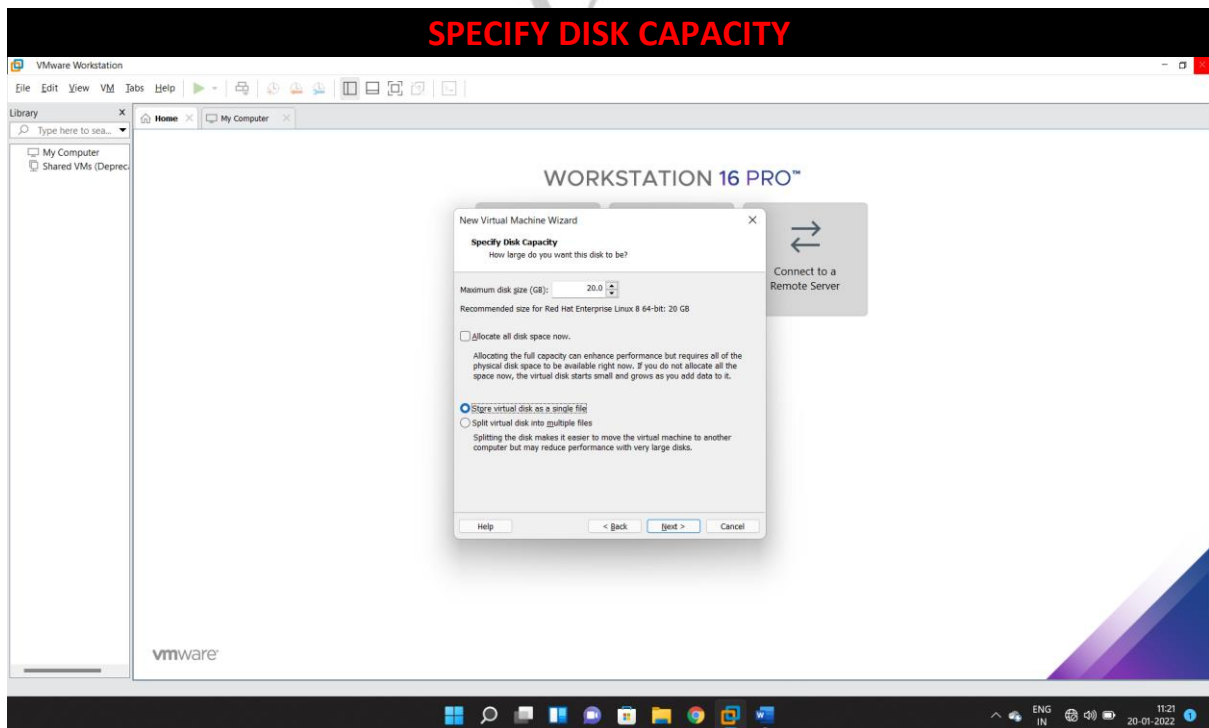 SPECIFY DISK CAPACITY
VMware Workstation
File Edit View VM Tabs Help
Library X
Type here to sea...
Home
My Computer
My Computer
Shared VMs (Depreca
WORKSTATION 16 PRO™
Connect to a
Remote Server
New Virtual Machine Wizard
Specify Disk Capacity
How large do you want this disk to be?
Maximum disk size (GB): 20.0
Recommended size for Red Hat Enterprise Linux 8 64-bit: 20 GB
Allocate all disk space now.
Allocating the full capacity can enhance performance but requires all of the
physical disk space to be available right now. If you do not allocate all the
space now, the virtual disk starts small and grows as you add data to it.
Store virtual disk as a single file
Split virtual disk into multiple files
Splitting the disk makes it easier to move the virtual machine to another
computer but may reduce performance with very large disks.
Help < Back Next > Cancel
vmware
ENG
IN
11:21
20-01-2022
1